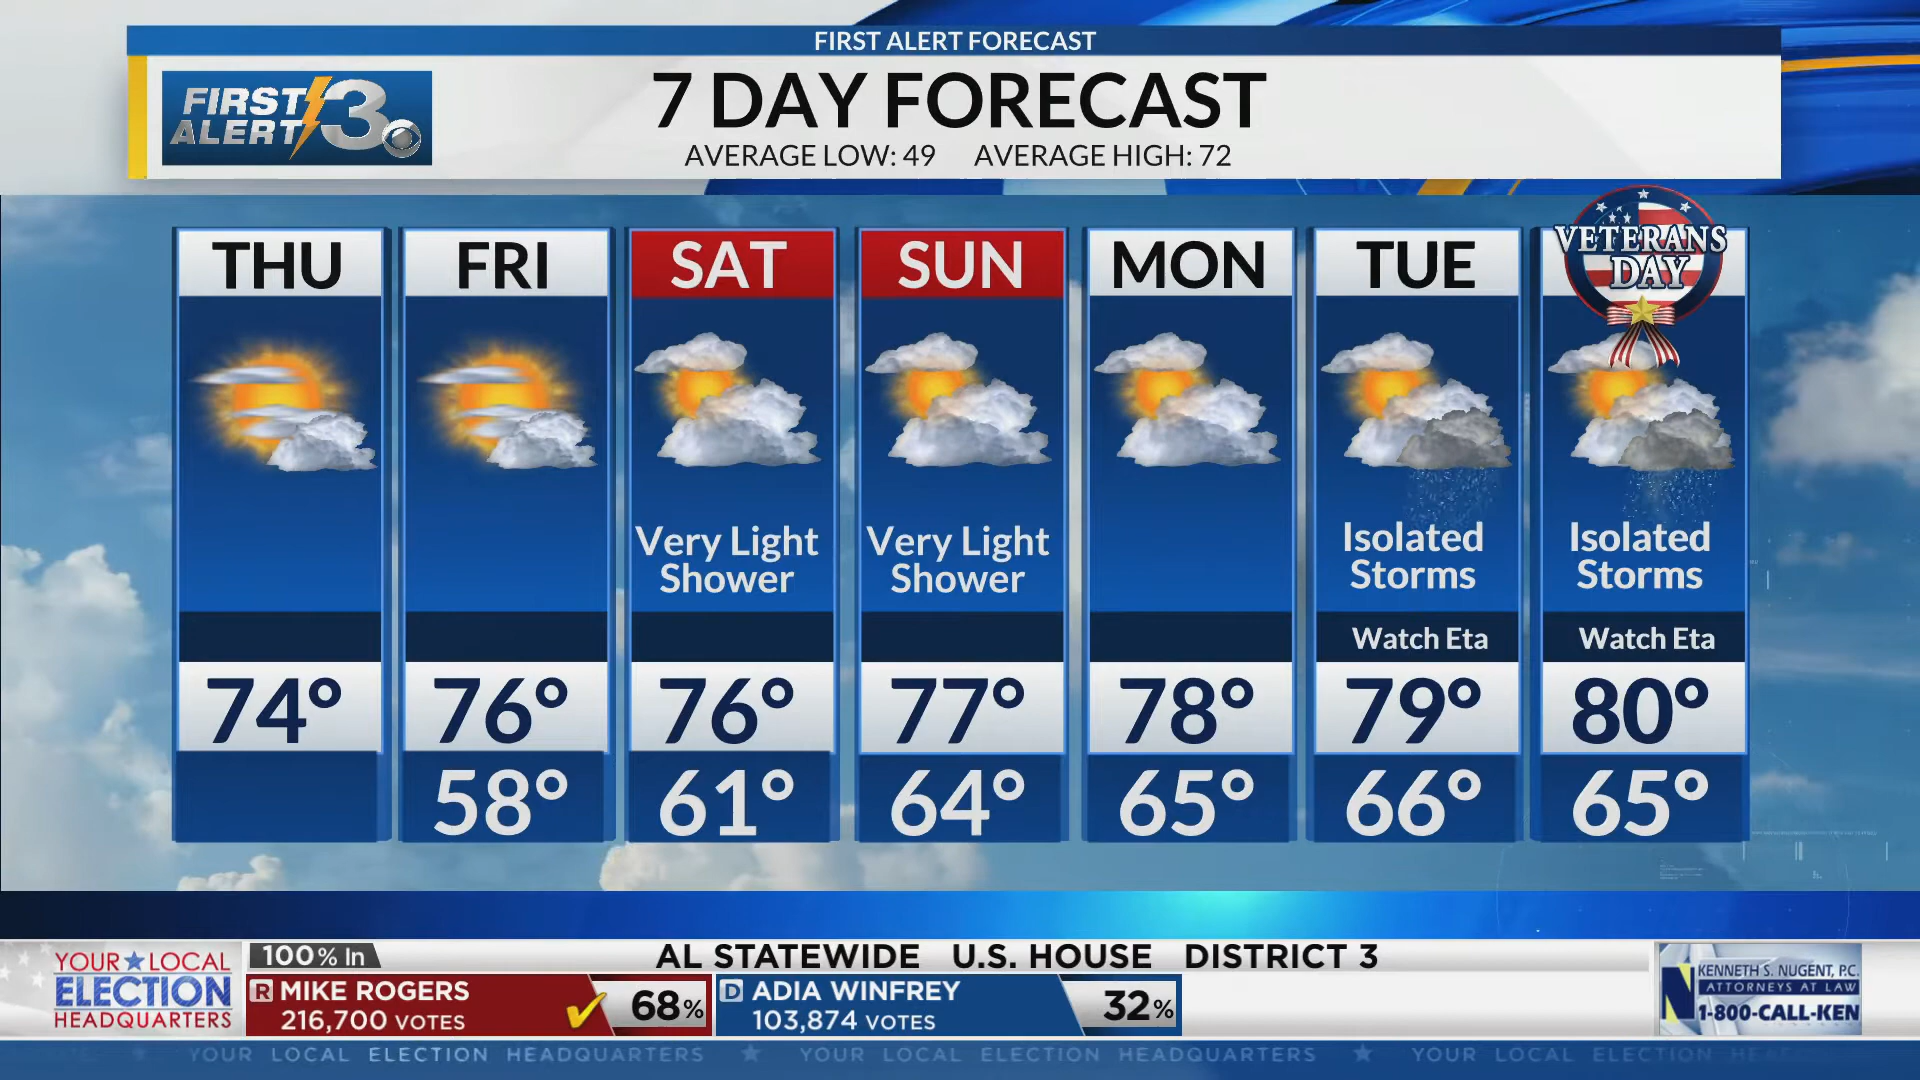 FIRST ALERT FORECAST
FIRST ALERT 3
7 DAY FORECAST
AVERAGE LOW: 49 AVERAGE HIGH: 72
THU FRI SAT SUN MON TUE VETERANS DAY
Very Light Shower
Very Light Shower
Isolated Storms
Isolated Storms
Watch Eta Watch Eta
74° 76° 76° 77° 78° 79° 80°
58° 61° 64° 65° 66° 65°
YOUR LOCAL
ELECTION
HEADQUARTERS
100% In
AL STATEWIDE U.S. HOUSE DISTRICT 3
R MIKE ROGERS
216,700 VOTES
68%
D ADIA WINFREY
103,874 VOTES
32%
KENNETH S. NUGENT, P.C.
ATTORNEYS AT LAW
1-800-CALL-KEN
YOUR LOCAL ELECTION HEADQUARTERS YOUR LOCAL ELECTION HEADQUARTERS YOUR LOCAL ELECTION